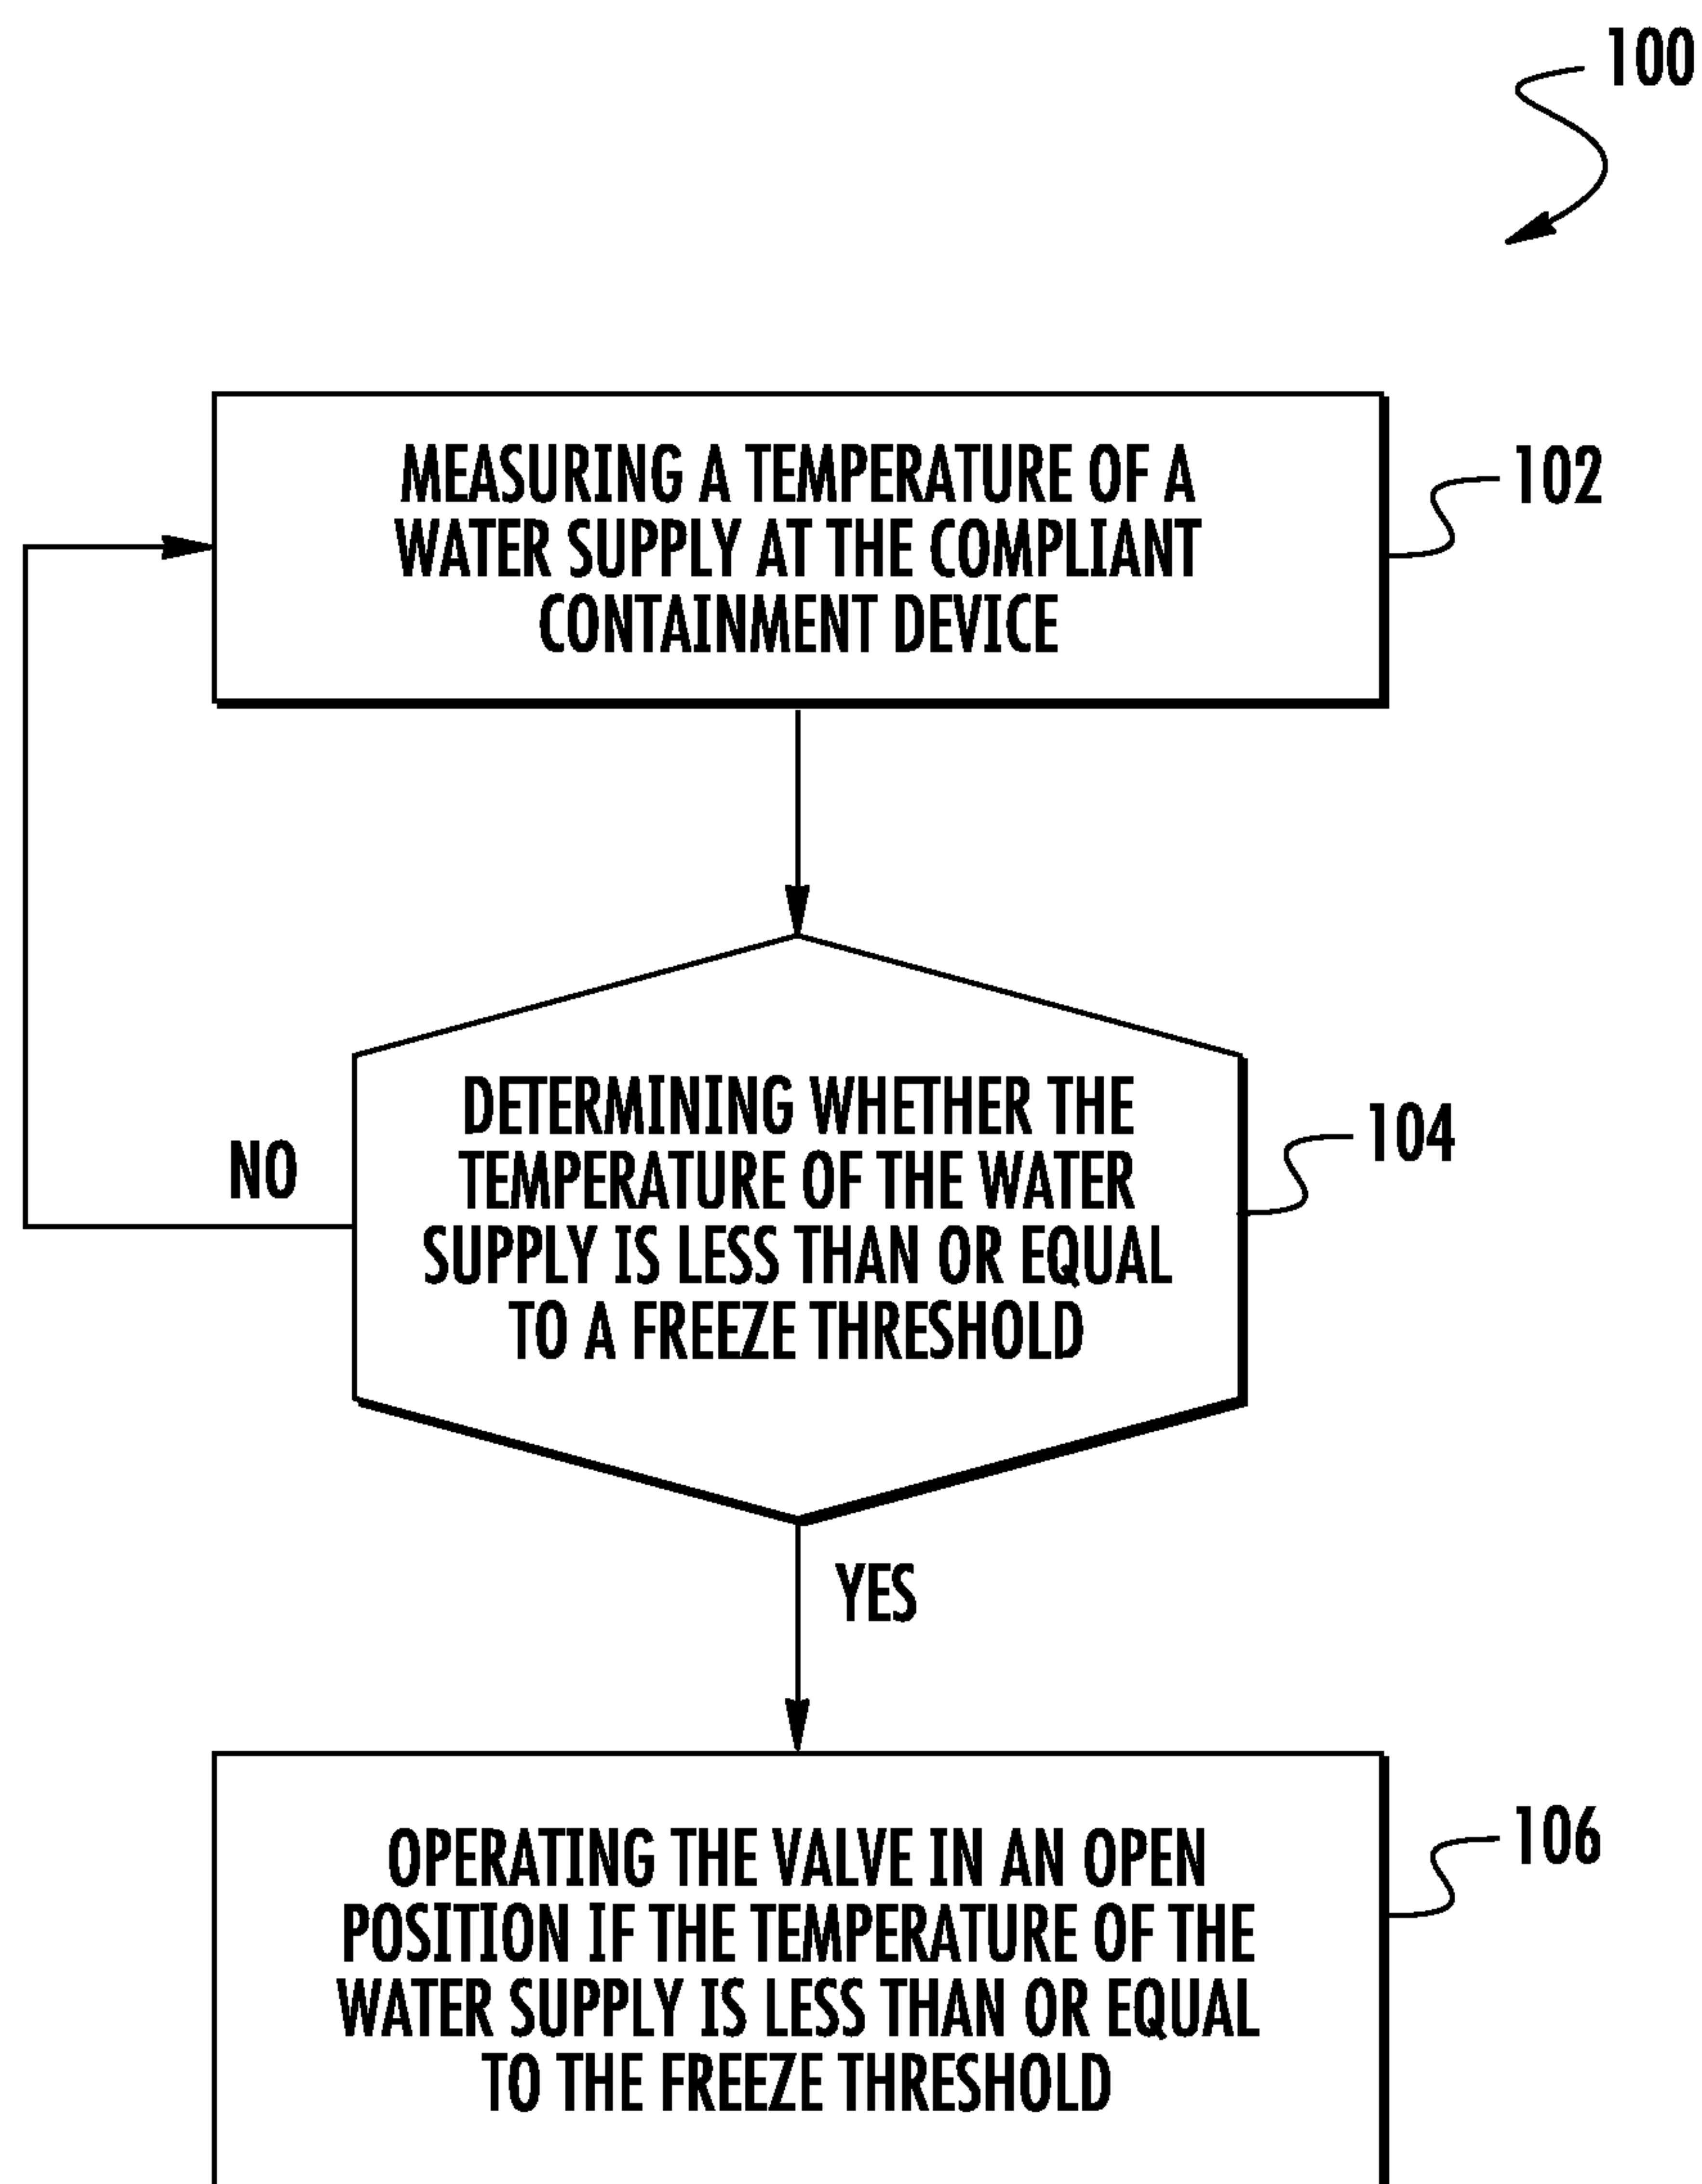 100
MEASURING A TEMPERATURE OF A
WATER SUPPLY AT THE COMPLIANT
CONTAINMENT DEVICE
102
DETERMINING WHETHER THE
TEMPERATURE OF THE WATER
SUPPLY IS LESS THAN OR EQUAL
TO A FREEZE THRESHOLD
104
NO
YES
OPERATING THE VALVE IN AN OPEN
POSITION IF THE TEMPERATURE OF THE
WATER SUPPLY IS LESS THAN OR EQUAL
TO THE FREEZE THRESHOLD
106